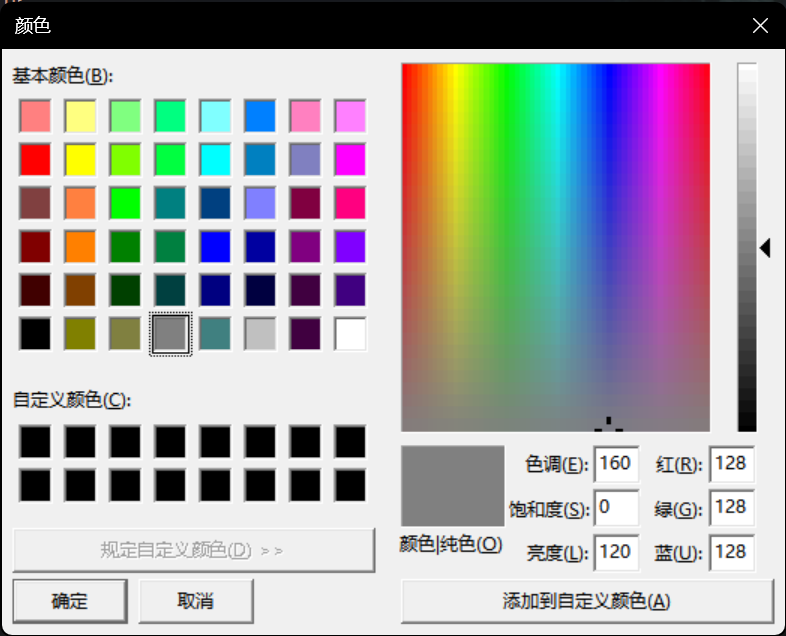 颜色
基本颜色(B):
自定义颜色(C):
规定自定义颜色(D) >>
确定
取消
颜色|纯色(O)
色调(E): 160
饱和度(S): 0
亮度(L): 120
红(R): 128
绿(G): 128
蓝(U): 128
添加到自定义颜色(A)